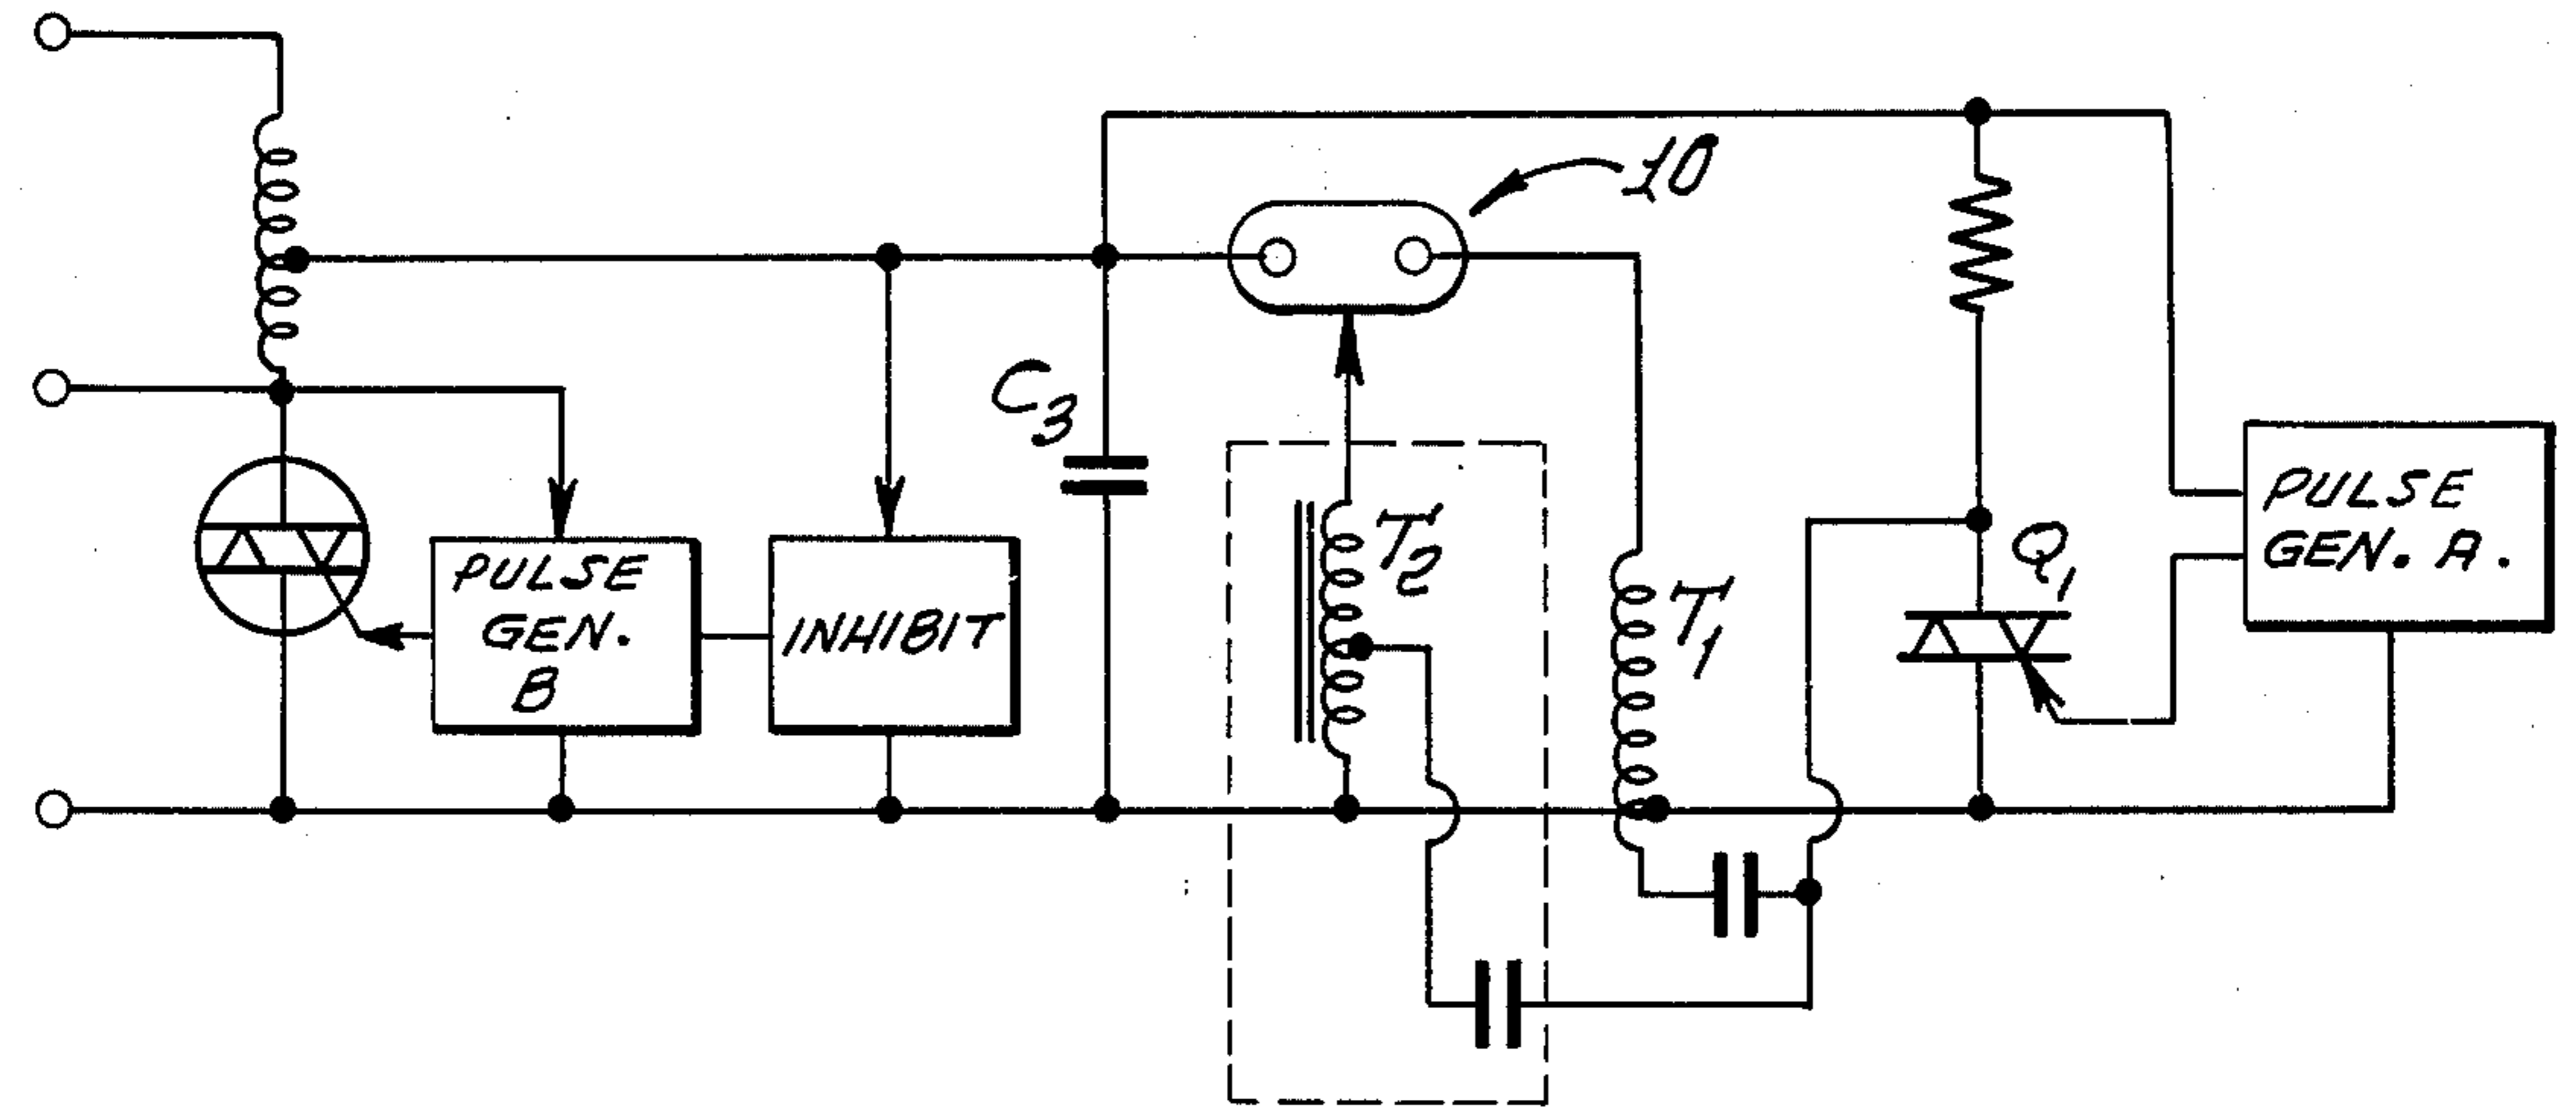 10
C3
T2
T1
Q1
PULSE
GEN. A.
PULSE
GEN.
B
INHIBIT